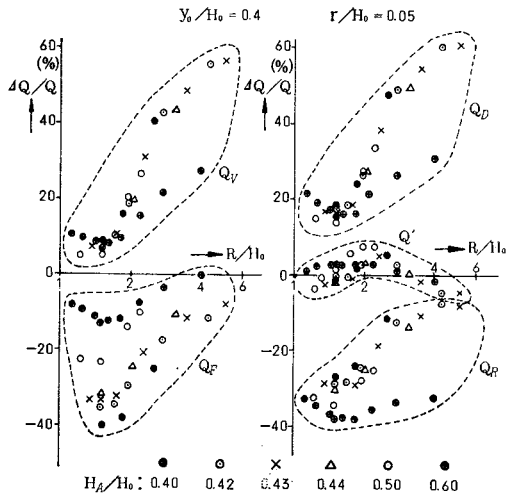 y₀/H₀ = 0.4 r/H₀ = 0.05
60 60
(%) (%)
ΔQ/Q ΔQ/Q
40 40
Q_V Q_D
20 20
R/H₀ Q' R/H₀
0 2 4 6 0 2 4 6
-20 -20
Q_F Q_R
-40 -40
H_A/H₀: 0.40 0.42 0.43 0.44 0.50 0.60